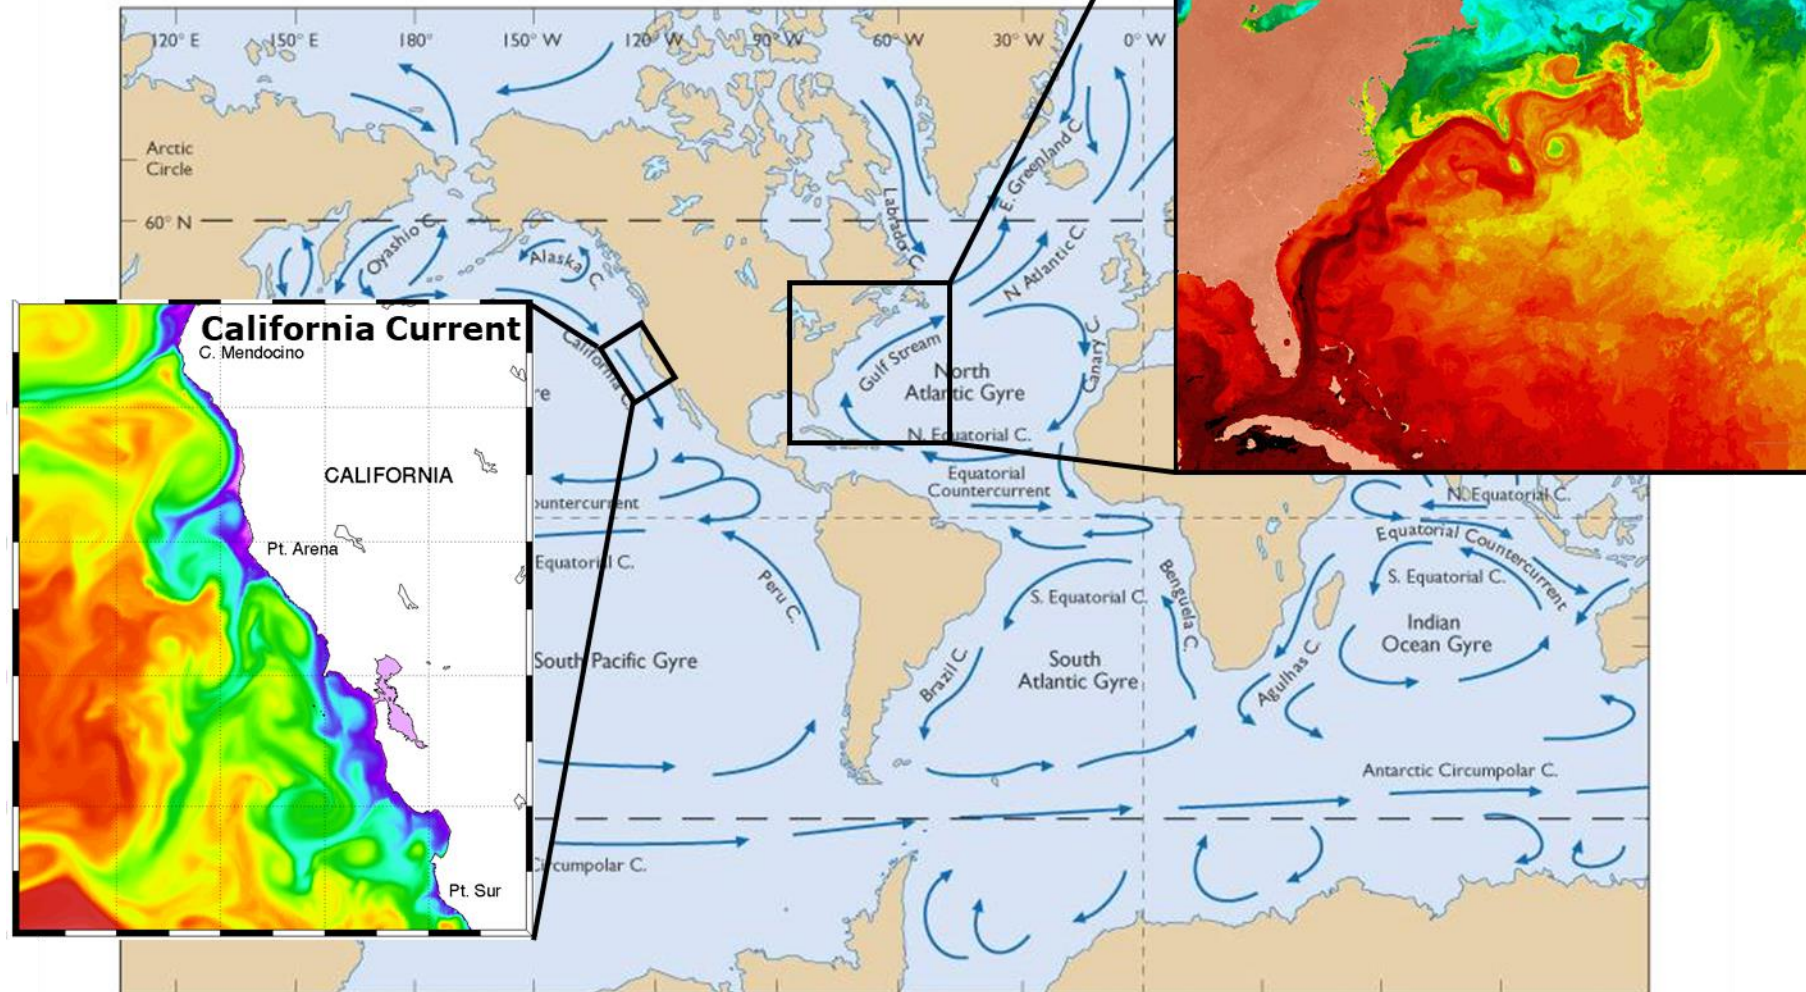 120° E
150° E
180°
150° W
120° W
90° W
60° W
30° W
0° W
Arctic
Circle
60° N
Oyashio C.
Alaska C.
Labrador C.
E. Greenland C.
N Atlantic C.
California Current
C. Mendocino
California C.
Gulf Stream
North
Atlantic Gyre
Canary C.
re
N. Equatorial C.
CALIFORNIA
Equatorial
Countercurrent
ountercurrent
N. Equatorial C.
Equatorial Countercurrent
Pt. Arena
Equatorial C.
Peru C.
S. Equatorial C.
Benguela C.
S. Equatorial C.
Indian
Ocean Gyre
South Pacific Gyre
Brazil C.
South
Atlantic Gyre
Agulhas C.
Antarctic Circumpolar C.
Circumpolar C.
Pt. Sur